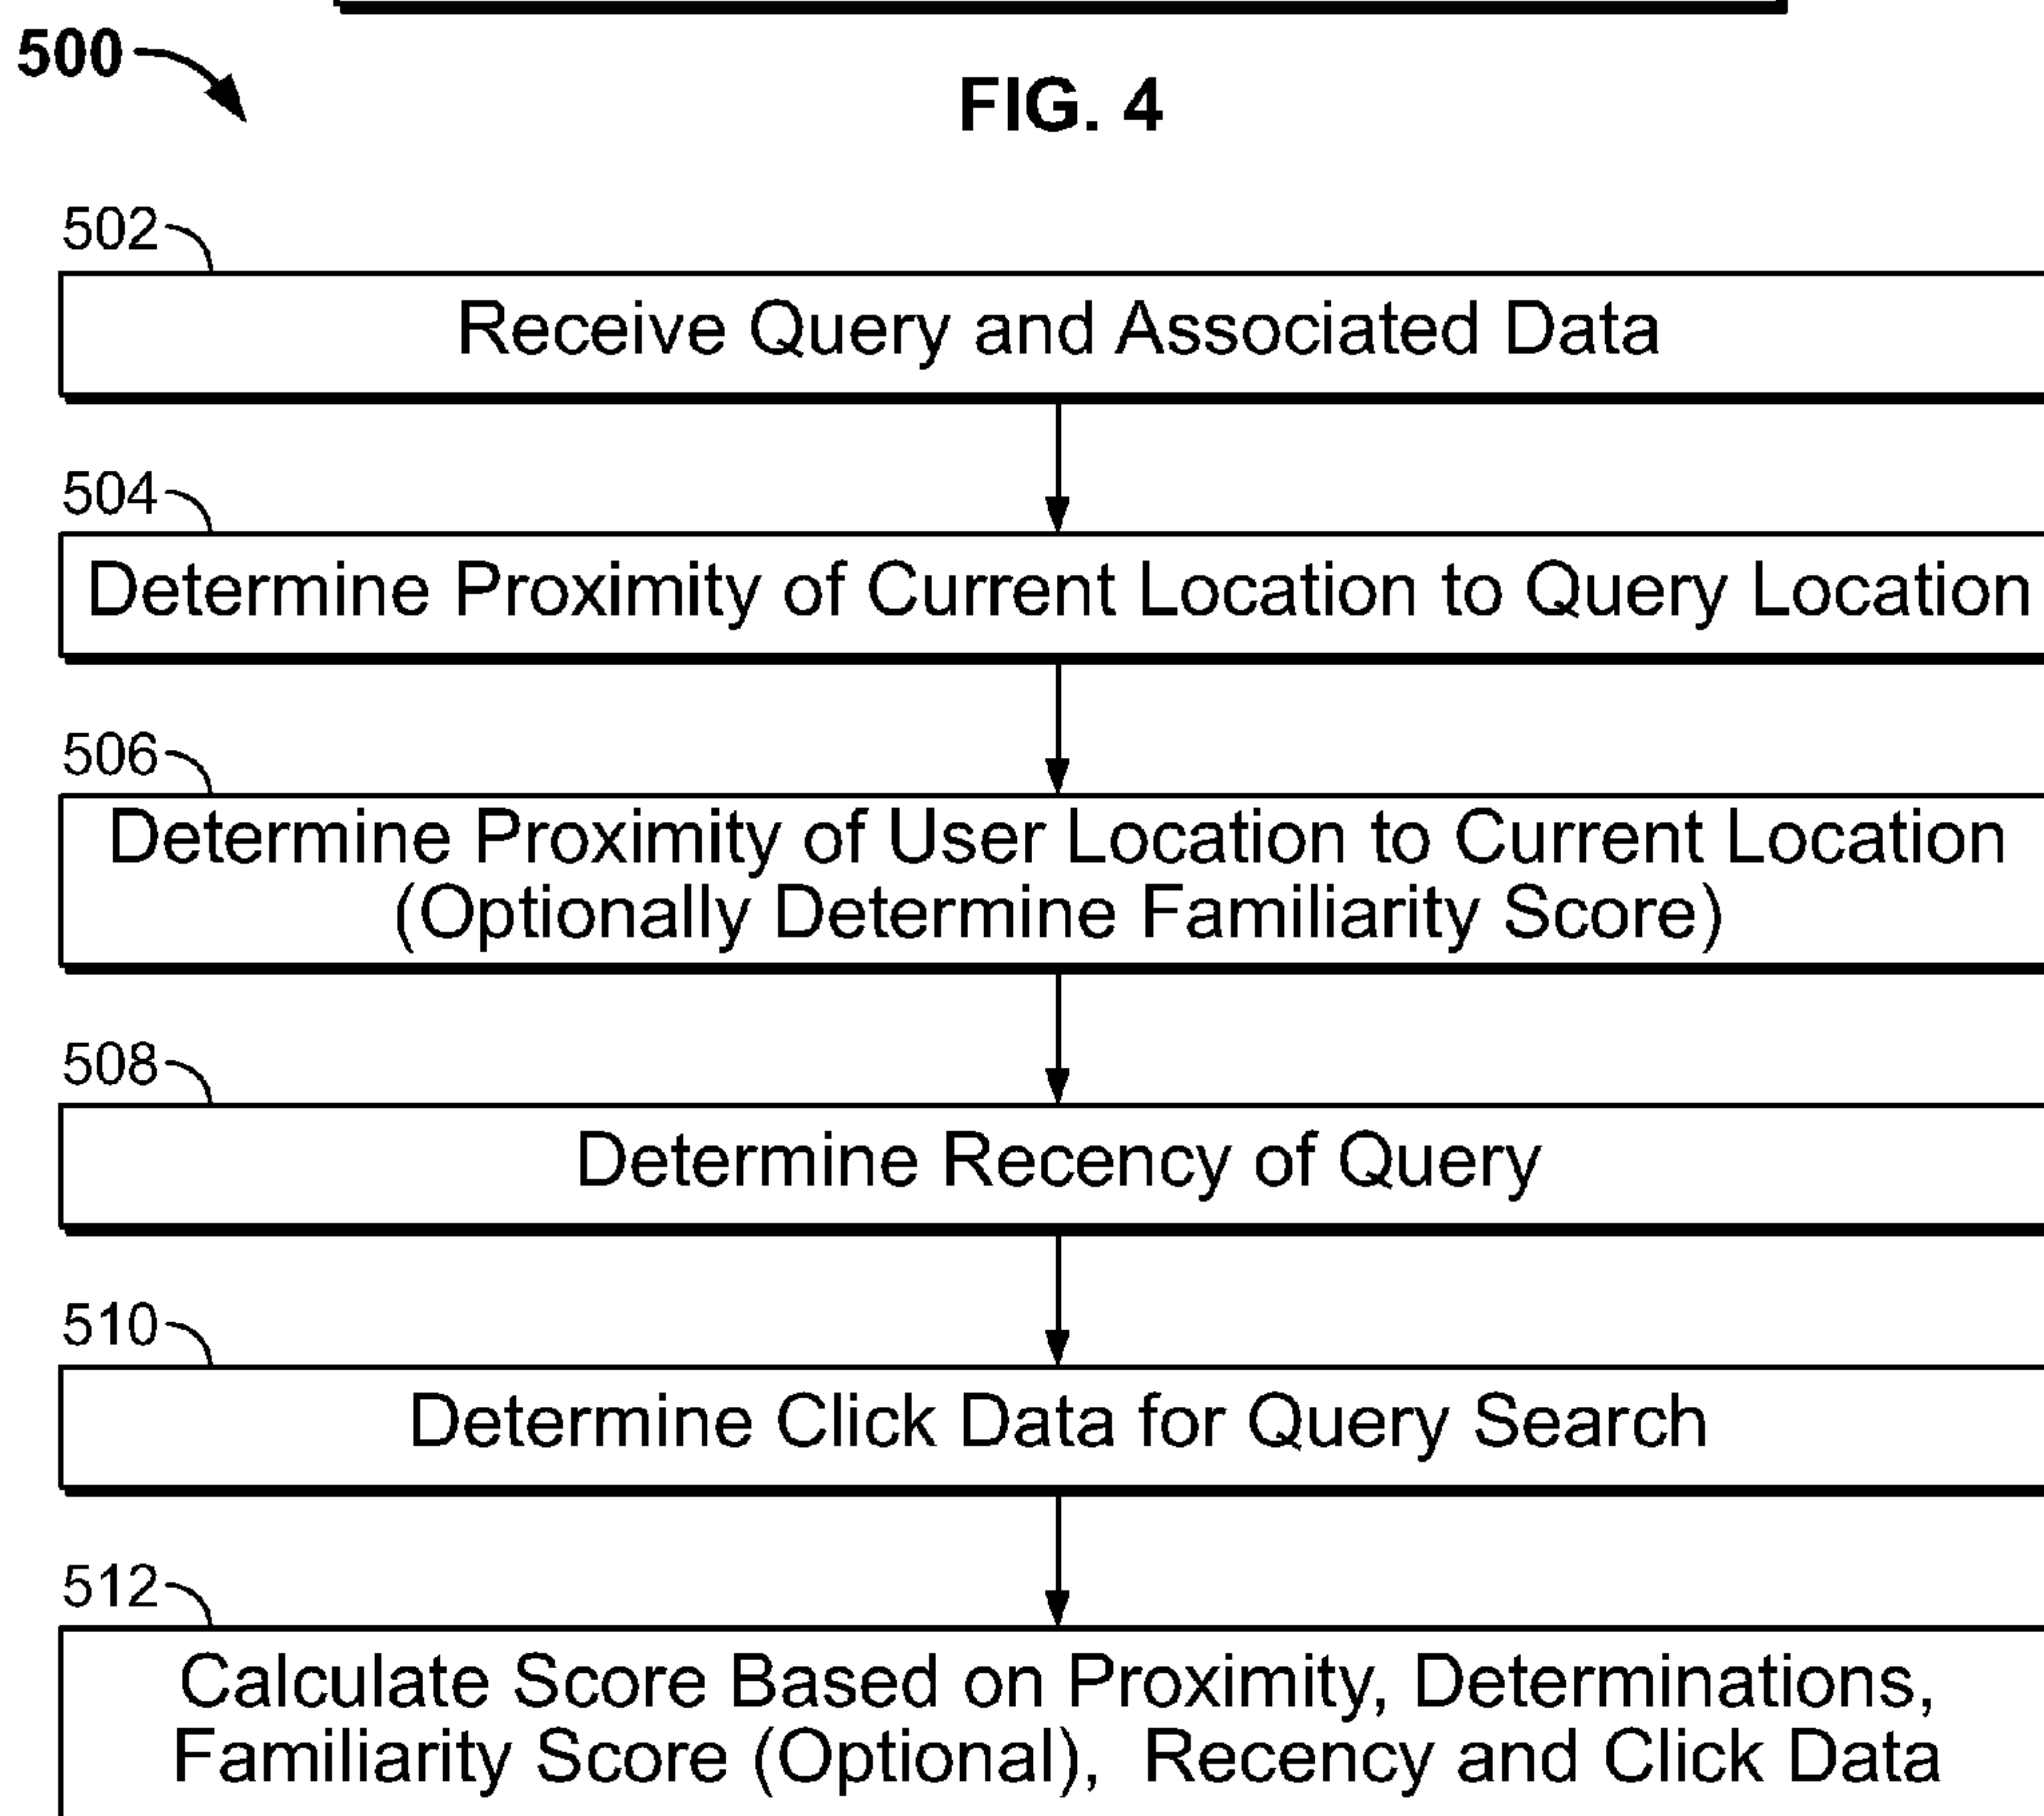 500
FIG. 4
502
Receive Query and Associated Data
504
Determine Proximity of Current Location to Query Location
506
Determine Proximity of User Location to Current Location
(Optionally Determine Familiarity Score)
508
Determine Recency of Query
510
Determine Click Data for Query Search
512
Calculate Score Based on Proximity, Determinations,
Familiarity Score (Optional), Recency and Click Data